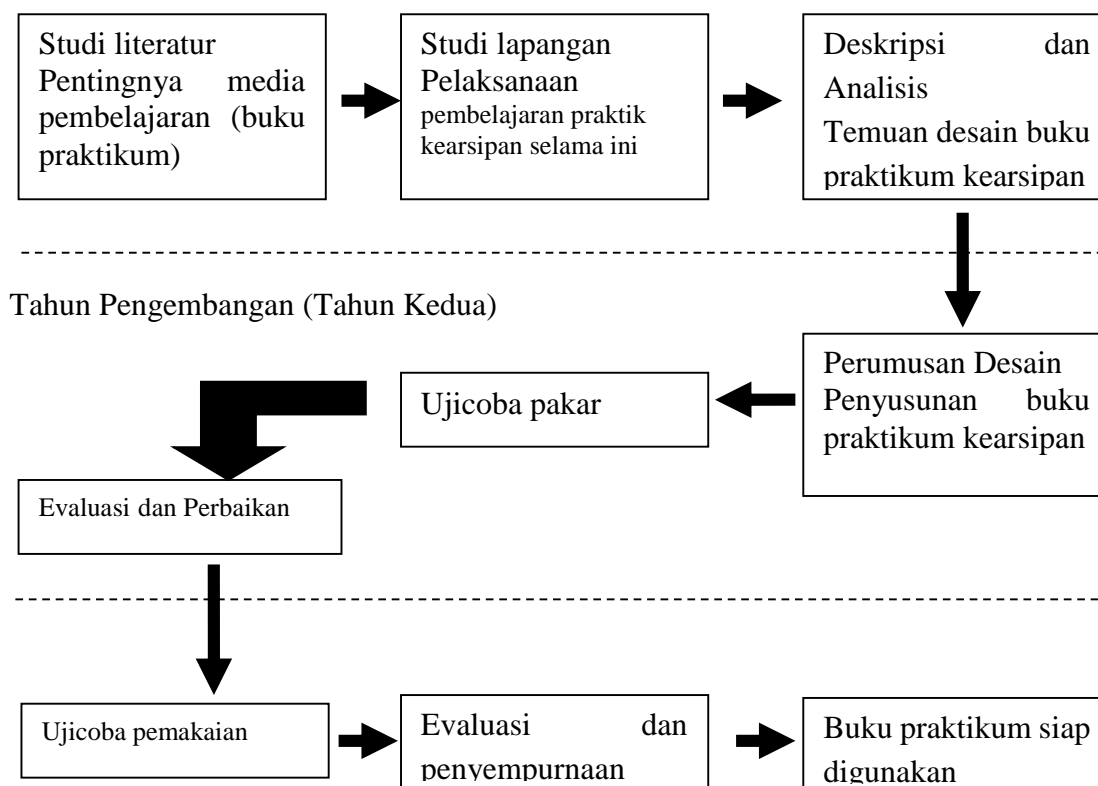 Studi literatur
Pentingnya media
pembelajaran (buku
praktikum)
Studi lapangan
Pelaksanaan
pembelajaran praktik
kearsipan selama ini
Deskripsi dan
Analisis
Temuan desain buku
praktikum kearsipan
Tahun Pengembangan (Tahun Kedua)
Perumusan Desain
Penyusunan buku
praktikum kearsipan
Ujicoba pakar
Evaluasi dan Perbaikan
Ujicoba pemakaian
Evaluasi dan
penyempurnaan
Buku praktikum siap
digunakan